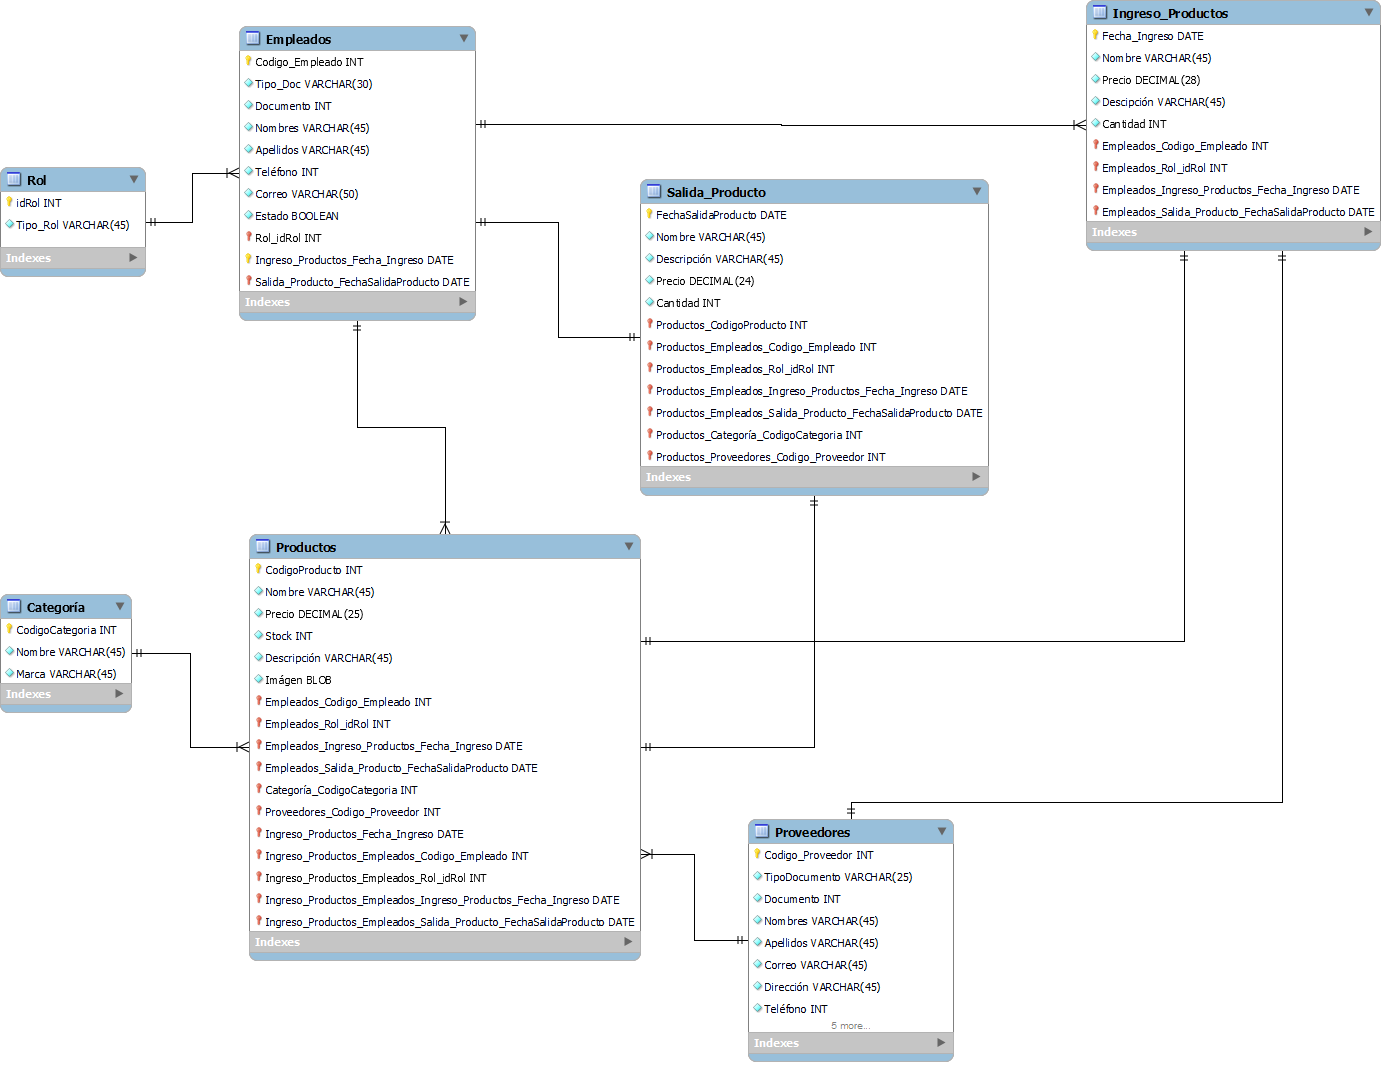 Empleados
Codigo_Empleado INT
Tipo_Doc VARCHAR(30)
Documento INT
Nombres VARCHAR(45)
Apellidos VARCHAR(45)
Teléfono INT
Correo VARCHAR(50)
Estado BOOLEAN
Rol_idRol INT
Ingreso_Productos_Fecha_Ingreso DATE
Salida_Producto_FechaSalidaProducto DATE
Indexes
Ingreso_Productos
Fecha_Ingreso DATE
Nombre VARCHAR(45)
Precio DECIMAL(28)
Descipción VARCHAR(45)
Cantidad INT
Empleados_Codigo_Empleado INT
Empleados_Rol_idRol INT
Empleados_Ingreso_Productos_Fecha_Ingreso DATE
Empleados_Salida_Producto_FechaSalidaProducto DATE
Indexes
Rol
idRol INT
Tipo_Rol VARCHAR(45)
Indexes
Salida_Producto
FechaSalidaProducto DATE
Nombre VARCHAR(45)
Descripción VARCHAR(45)
Precio DECIMAL(24)
Cantidad INT
Productos_CodigoProducto INT
Productos_Empleados_Codigo_Empleado INT
Productos_Empleados_Rol_idRol INT
Productos_Empleados_Ingreso_Productos_Fecha_Ingreso DATE
Productos_Empleados_Salida_Producto_FechaSalidaProducto DATE
Productos_Categoría_CodigoCategoria INT
Productos_Proveedores_Codigo_Proveedor INT
Indexes
Productos
CodigoProducto INT
Nombre VARCHAR(45)
Precio DECIMAL(25)
Stock INT
Descripción VARCHAR(45)
Imágen BLOB
Empleados_Codigo_Empleado INT
Empleados_Rol_idRol INT
Empleados_Ingreso_Productos_Fecha_Ingreso DATE
Empleados_Salida_Producto_FechaSalidaProducto DATE
Categoría_CodigoCategoria INT
Proveedores_Codigo_Proveedor INT
Ingreso_Productos_Fecha_Ingreso DATE
Ingreso_Productos_Empleados_Codigo_Empleado INT
Ingreso_Productos_Empleados_Rol_idRol INT
Ingreso_Productos_Empleados_Ingreso_Productos_Fecha_Ingreso DATE
Ingreso_Productos_Empleados_Salida_Producto_FechaSalidaProducto DATE
Indexes
Categoría
CodigoCategoria INT
Nombre VARCHAR(45)
Marca VARCHAR(45)
Indexes
Proveedores
Codigo_Proveedor INT
TipoDocumento VARCHAR(25)
Documento INT
Nombres VARCHAR(45)
Apellidos VARCHAR(45)
Correo VARCHAR(45)
Dirección VARCHAR(45)
Teléfono INT
5 more...
Indexes